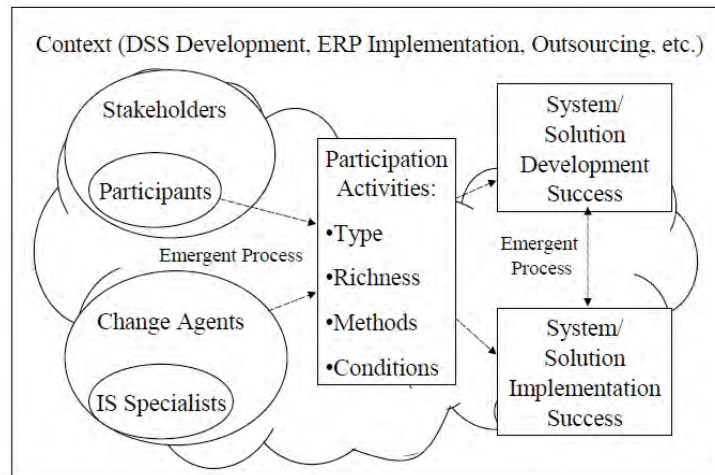 Context (DSS Development, ERP Implementation, Outsourcing, etc.)
Stakeholders
Participants
Emergent Process
Change Agents
IS Specialists
Participation
Activities:
•Type
•Richness
•Methods
•Conditions
System/
Solution
Development
Success
Emergent
Process
System/
Solution
Implementation
Success